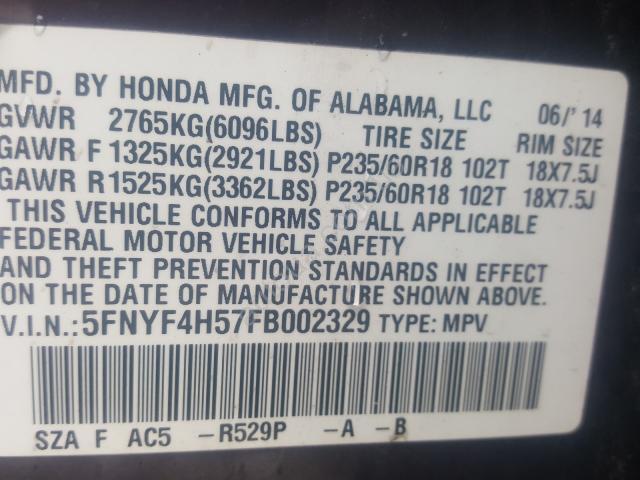 MFD. BY HONDA MFG. OF ALABAMA, LLC 06/'14
GVWR 2765KG(6096LBS) TIRE SIZE RIM SIZE
GAWR F 1325KG(2921LBS) P235/60R18 102T 18X7.5J
GAWR R 1525KG(3362LBS) P235/60R18 102T 18X7.5J
THIS VEHICLE CONFORMS TO ALL APPLICABLE
FEDERAL MOTOR VEHICLE SAFETY
AND THEFT PREVENTION STANDARDS IN EFFECT
ON THE DATE OF MANUFACTURE SHOWN ABOVE.
V.I.N.:5FNYF4H57FB002329 TYPE: MPV
SZA F AC5 -R529P -A -B